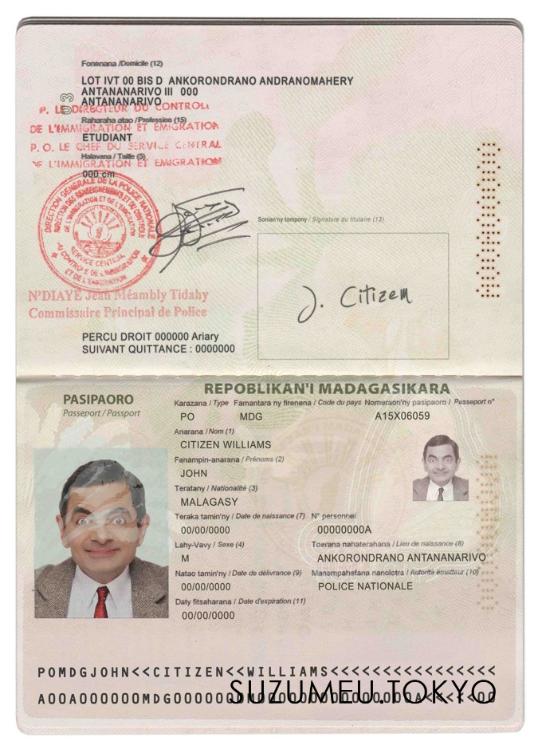 Fonenana /Domicile (12)
LOT IVT 00 BIS D ANKORONDRANO ANDRANOMAHERY
ANTANANARIVO III 000
ANTANANARIVO
P. LE DIRECTEUR DU CONTROLE
Raharaha atao / Profession (15)
DE L'IMMIGRATION ET EMIGRATION
ETUDIANT
P.O. LE CHEF DU SERVICE CENTRAL
Halavana / Taille (5)
DE L'IMMIGRATION ET EMIGRATION
000 cm
DIRECTION GENERALE DE LA POLICE NATIONALE
SERVICE CENTRAL
Sonian'ny tompony / Signature du titulaire (13)
J. Citizen
N'DIAYE Jean Méambly Tidahy
Commissaire Principal de Police
PERCU DROIT 000000 Ariary
SUIVANT QUITTANCE : 0000000
REPOBLIKAN'I MADAGASIKARA
PASIPAORO
Passeport / Passport
Karazana / Type Famantara ny firenena / Code du pays Nomeraon'ny pasipaoro / Passeport n°
PO MDG A15X06059
Anarana / Nom (1)
CITIZEN WILLIAMS
Fanampin-anarana / Prénoms (2)
JOHN
Teratany / Nationalité (3)
MALAGASY
Teraka tamin'ny / Date de naissance (7) N° personnel
00/00/0000 00000000A
Lahy-Vavy / Sexe (4) Toerana nahaterahana / Lieu de naissance (8)
M ANKORONDRANO ANTANANARIVO
Natao tamin'ny / Date de délivrance (9) Manampahefana nanolotra / Autorité émetteur (10)
00/00/0000 POLICE NATIONALE
Daty fitsaharana / Date d'expiration (11)
00/00/0000
POMDGJOHN<<CITIZEN<<WILLIAMS<<<<<<<<<<<<<<<<
SUZUMEU.TOKYO